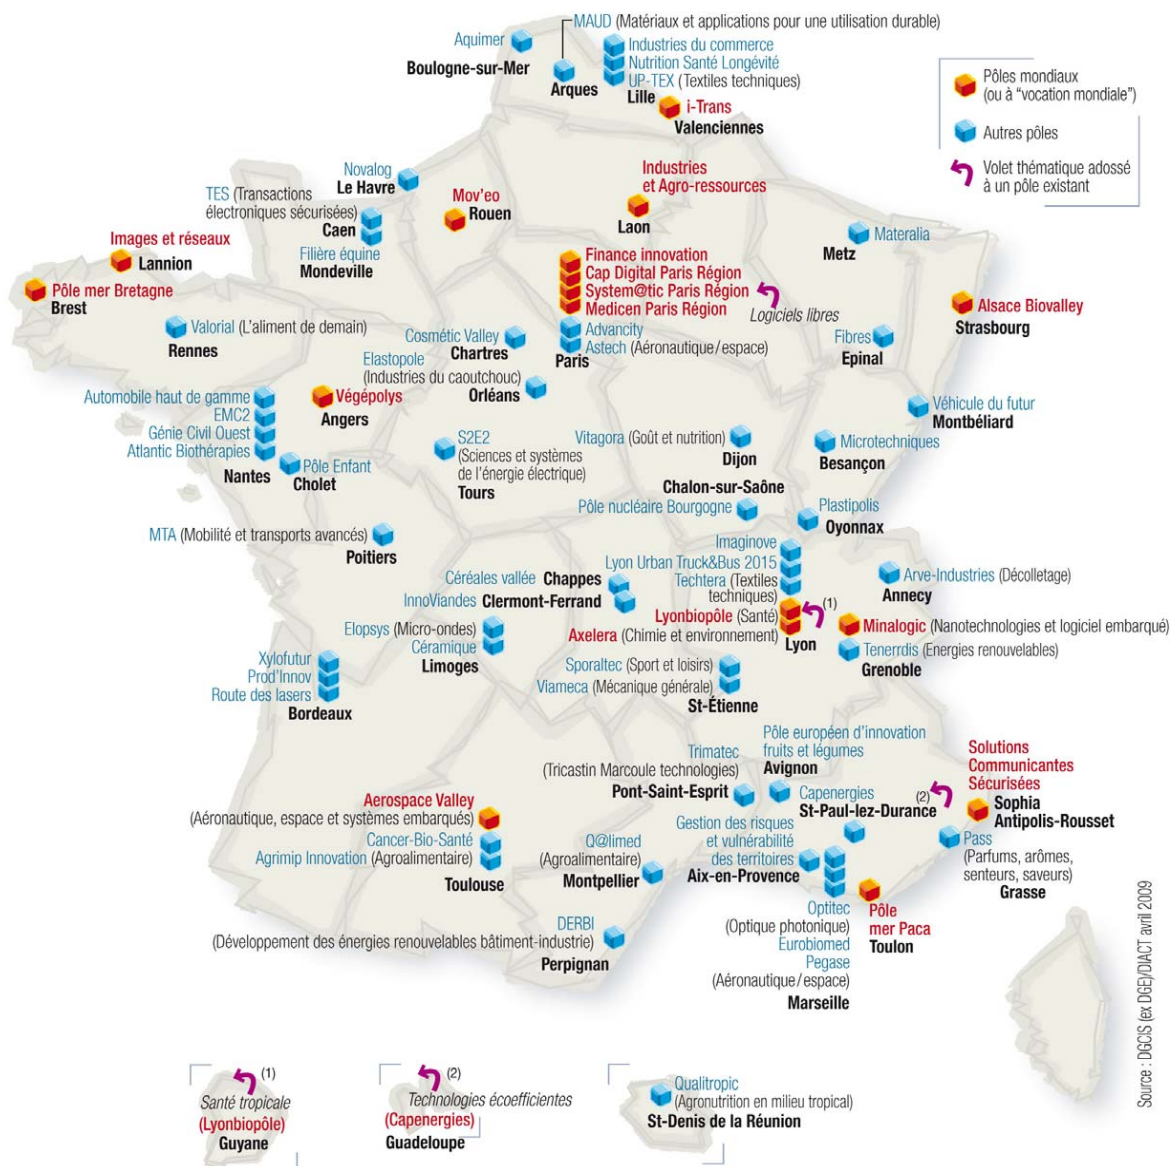 MAUD (Matériaux et applications pour une utilisation durable)
Aquimer
Boulogne-sur-Mer
Arques
Industries du commerce
Nutrition Santé Longévité
UP-TEX (Textiles techniques)
Lille
i-Trans
Valenciennes
Pôles mondiaux
(ou à “vocation mondiale”)
Autres pôles
Volet thématique adossé
à un pôle existant
Novalog
Le Havre
TES (Transactions
électroniques sécurisées)
Caen
Filière équine
Mondeville
Mov’eo
Rouen
Industries
et Agro-ressources
Laon
Materalia
Metz
Images et réseaux
Lannion
Pôle mer Bretagne
Brest
Finance innovation
Cap Digital Paris Région
System@tic Paris Région
Medicen Paris Région
Logiciels libres
Advancity
Astech (Aéronautique/espace)
Paris
Alsace Biovalley
Strasbourg
Valorial (L’aliment de demain)
Rennes
Cosmétic Valley
Chartres
Elastopole
(Industries du caoutchouc)
Orléans
Fibres
Epinal
Automobile haut de gamme
EMC2
Génie Civil Ouest
Atlantic Biothérapies
Nantes
Végépolys
Angers
Pôle Enfant
Cholet
S2E2
(Sciences et systèmes
de l’énergie électrique)
Tours
Vitagora (Goût et nutrition)
Dijon
Véhicule du futur
Montbéliard
Microtechniques
Besançon
Chalon-sur-Saône
Pôle nucléaire Bourgogne
Plastipolis
Oyonnax
MTA (Mobilité et transports avancés)
Poitiers
Imaginove
Lyon Urban Truck&Bus 2015
Techtera (Textiles
techniques)
Lyonbiopôle (Santé)
(1)
Axelera (Chimie et environnement)
Lyon
Céréales vallée Chappes
InnoViandes Clermont-Ferrand
Arve-Industries (Décolletage)
Annecy
Minalogic (Nanotechnologies et logiciel embarqué)
Tenerrdis (Energies renouvelables)
Grenoble
Elopsys (Micro-ondes)
Céramique
Limoges
Xylofutur
Prod’Innov
Route des lasers
Bordeaux
Sporaltec (Sport et loisirs)
Viameca (Mécanique générale)
St-Étienne
Pôle européen d’innovation
fruits et légumes
Avignon
Trimatec
(Tricastin Marcoule technologies)
Pont-Saint-Esprit
Capenergies
(2)
St-Paul-lez-Durance
Solutions
Communicantes
Sécurisées
Sophia
Antipolis-Rousset
Aerospace Valley
(Aéronautique, espace et systèmes embarqués)
Cancer-Bio-Santé
Agrimip Innovation (Agroalimentaire)
Toulouse
Q@limed
(Agroalimentaire)
Montpellier
Gestion des risques
et vulnérabilité
des territoires
Aix-en-Provence
Pass
(Parfums, arômes,
senteurs, saveurs)
Grasse
Optitec
(Optique photonique)
Eurobiomed
Pegase
(Aéronautique/espace)
Marseille
Pôle
mer Paca
Toulon
DERBI
(Développement des énergies renouvelables bâtiment-industrie)
Perpignan
Source : DGCIS (ex DGE)/DIACT avril 2009
(1)
Santé tropicale
(Lyonbiopôle)
Guyane
(2)
Technologies écoefficientes
(Capenergies)
Guadeloupe
Qualitropic
(Agronutrition en milieu tropical)
St-Denis de la Réunion